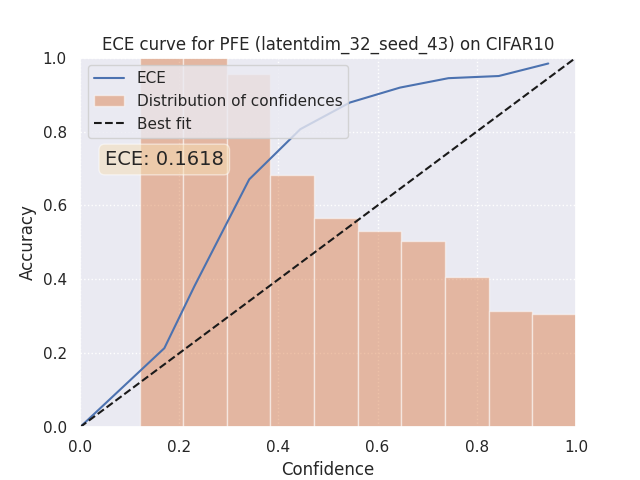 ECE curve for PFE (latentdim_32_seed_43) on CIFAR10
1.0
0.8
0.6
0.4
0.2
0.0
Accuracy
ECE
Distribution of confidences
Best fit
ECE: 0.1618
0.0 0.2 0.4 0.6 0.8 1.0
Confidence